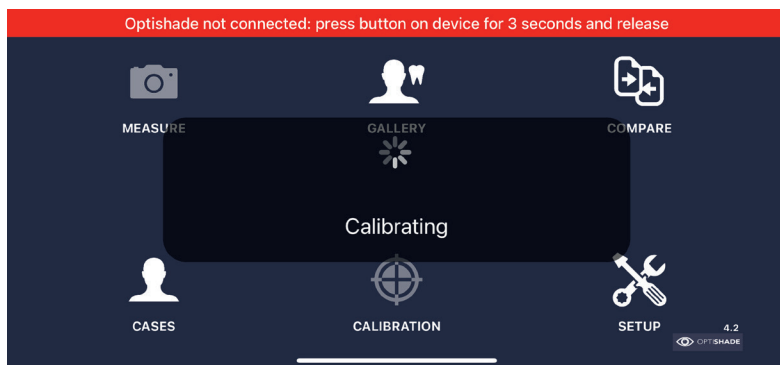 Optishade not connected: press button on device for 3 seconds and release
MEASURE
GALLERY
COMPARE
Calibrating
CASES
CALIBRATION
SETUP
4.2
OPTISHADE